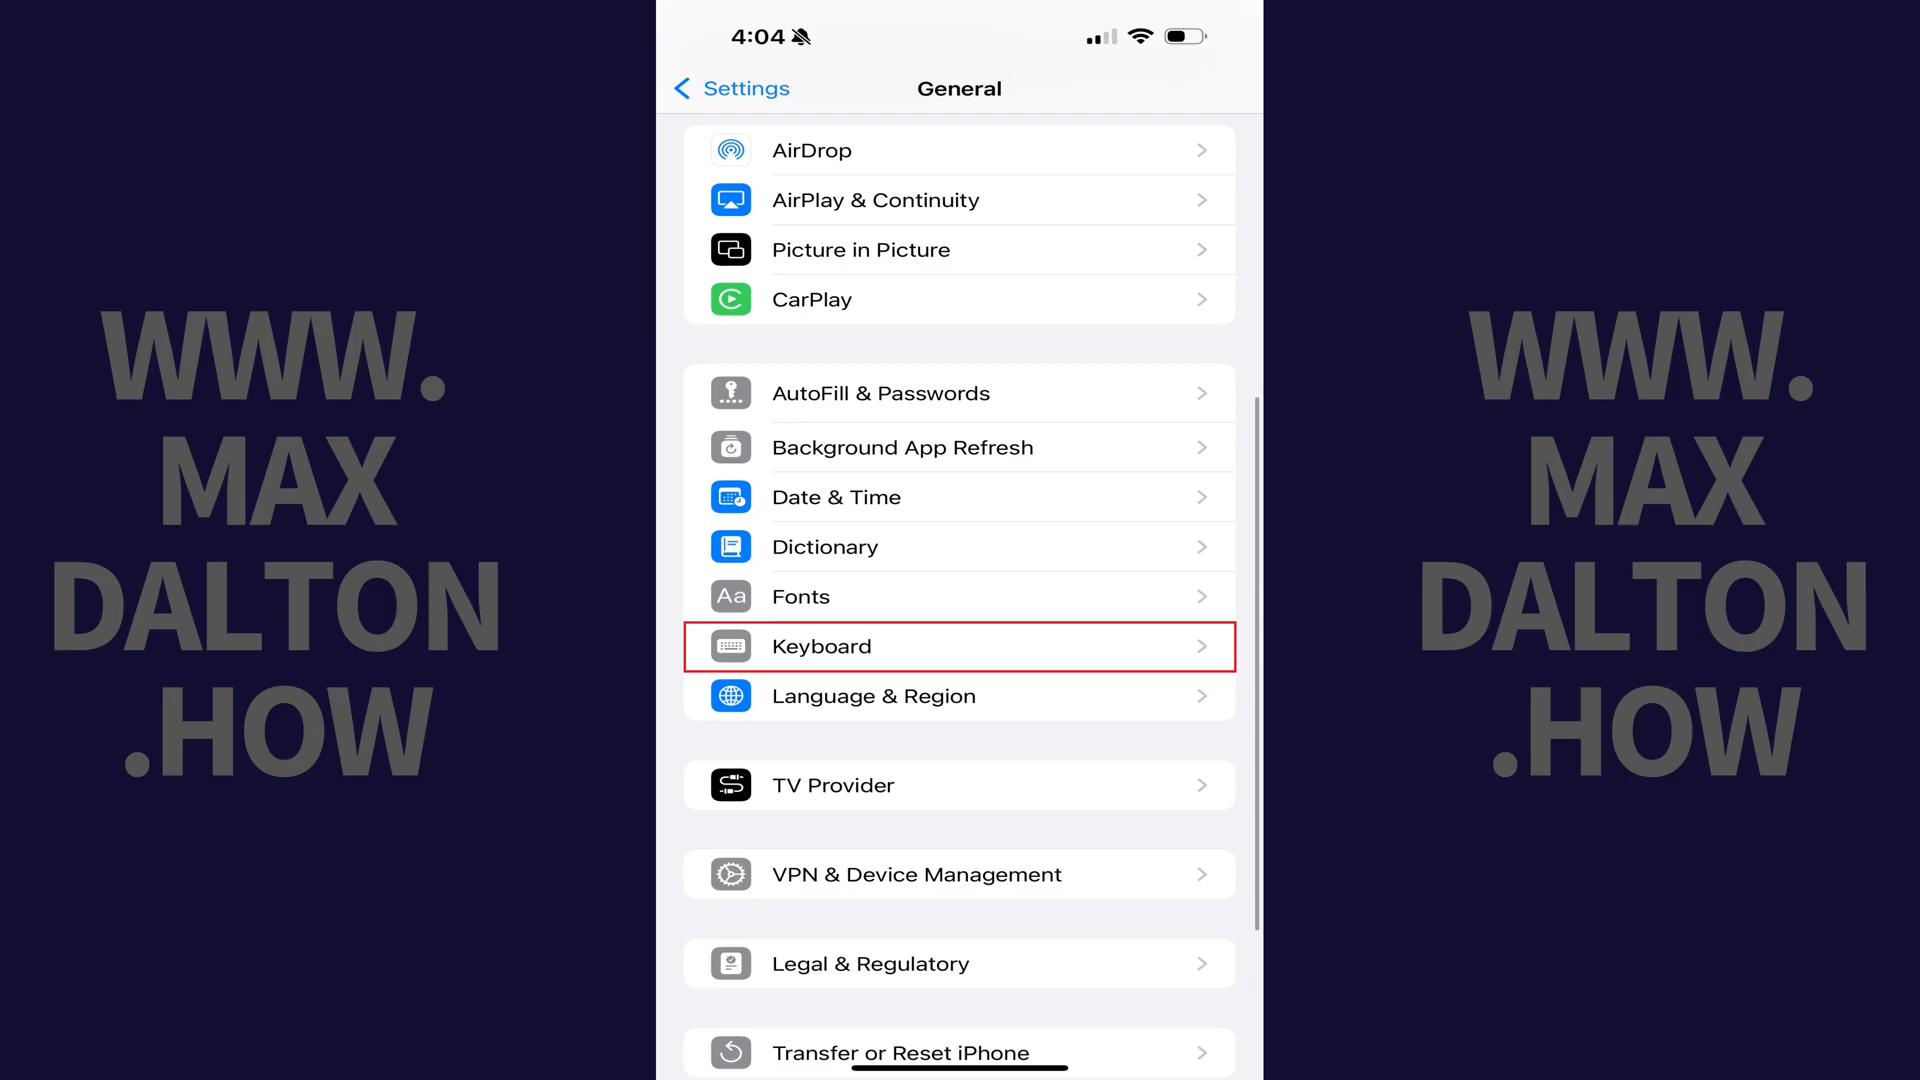 WWW.
MAX
DALTON
.HOW
4:04
Settings
General
AirDrop
AirPlay & Continuity
Picture in Picture
CarPlay
AutoFill & Passwords
Background App Refresh
Date & Time
Dictionary
Aa Fonts
Keyboard
Language & Region
TV Provider
VPN & Device Management
Legal & Regulatory
Transfer or Reset iPhone
WWW.
MAX
DALTON
.HOW